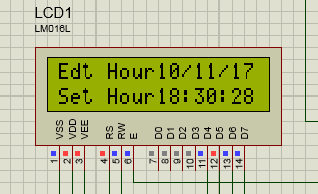 LCD1
LM016L
Edt Hour10/11/17
Set Hour18:30:28
VSS VDD VEE RS RW E D0 D1 D2 D3 D4 D5 D6 D7
1 2 3 4 5 6 7 8 9 10 11 12 13 14